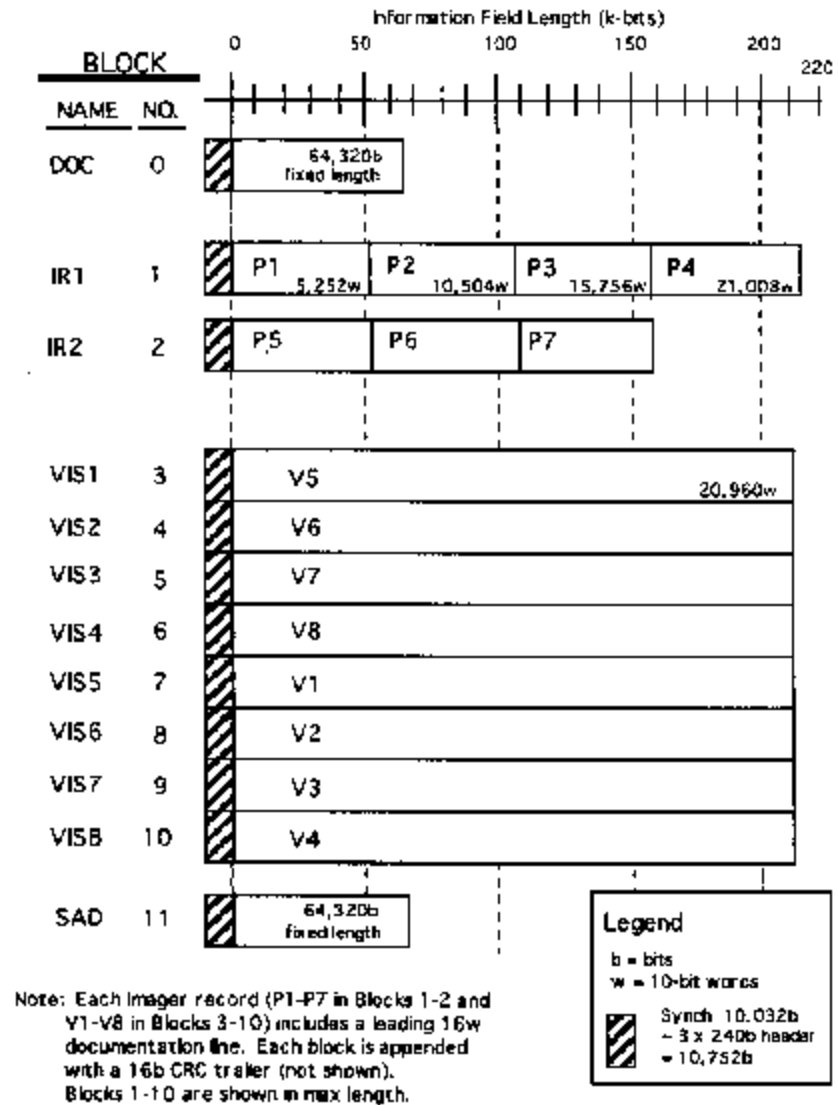 Information Field Length (k-bits)
0 50 100 150 200
220
BLOCK
NAME NO.
DOC 0
64,320b
fixed length
IR1 1 P1 P2 P3 P4
5,252w 10,504w 15,756w 21,008w
IR2 2 P5 P6 P7
VIS1 3 V5
20,960w
VIS2 4 V6
VIS3 5 V7
VIS4 6 V8
VIS5 7 V1
VIS6 8 V2
VIS7 9 V3
VIS8 10 V4
SAD 11
64,320b
fixed length
Legend
b = bits
w = 10-bit words
Synch 10.032b
~ 3 x 240b header
= 10,752b
Note: Each Imager record (P1-P7 in Blocks 1-2 and
V1-V8 in Blocks 3-10) includes a leading 16w
documentation line. Each block is appended
with a 16b CRC trailer (not shown).
Blocks 1-10 are shown in max length.